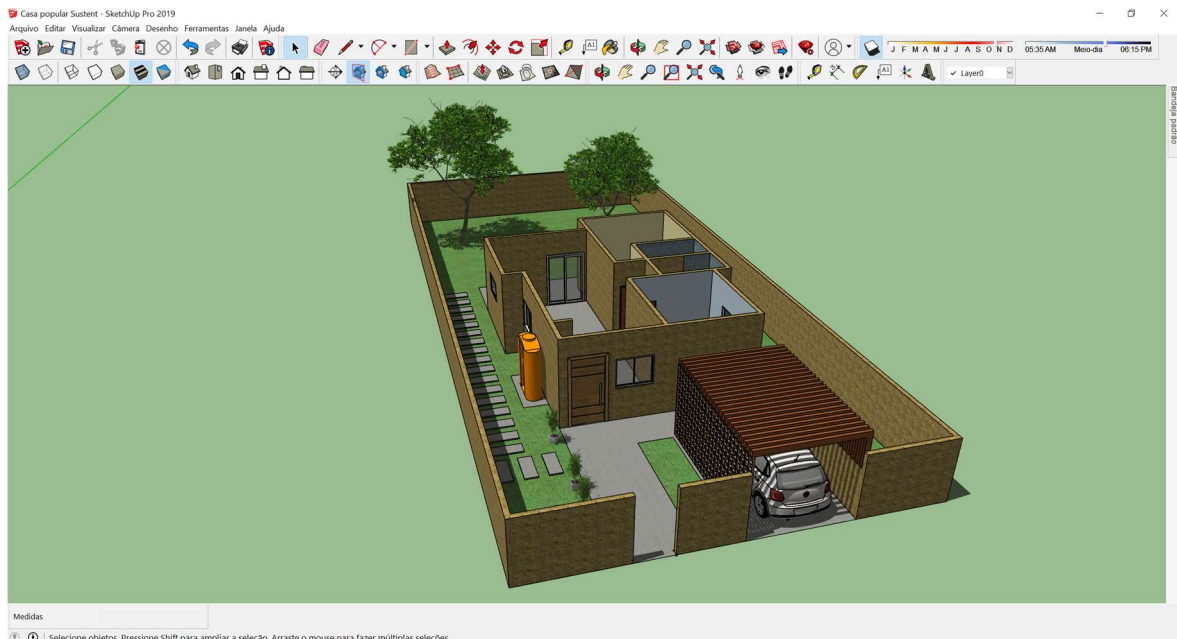 Casa popular Sustent - SketchUp Pro 2019
Arquivo Editar Visualizar Câmera Desenho Ferramentas Janela Ajuda
A1
J F M A M J J A S O N D 05:35 AM Meio-dia 06:15 PM
A1
Layer0
Bandeja padrão
Medidas
Selecione objetos. Pressione Shift para ampliar a seleção. Arraste o mouse para fazer múltiplas seleções.